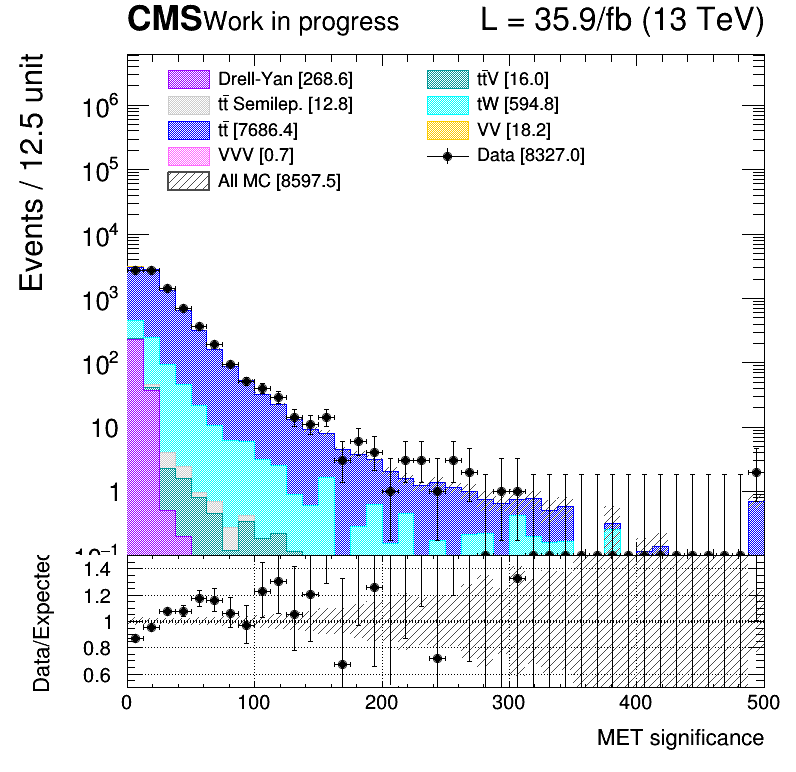 CMS Work in progress L = 35.9/fb (13 TeV)
Drell-Yan [268.6] tt̄V [16.0]
tt̄ Semilep. [12.8] tW [594.8]
tt̄ [7686.4] VV [18.2]
VVV [0.7] Data [8327.0]
All MC [8597.5]
Events / 12.5 unit
10⁶
10⁵
10⁴
10³
10²
10
1
10⁻¹
Data/Expected
1.4
1.2
1
0.8
0.6
0 100 200 300 400 500
MET significance